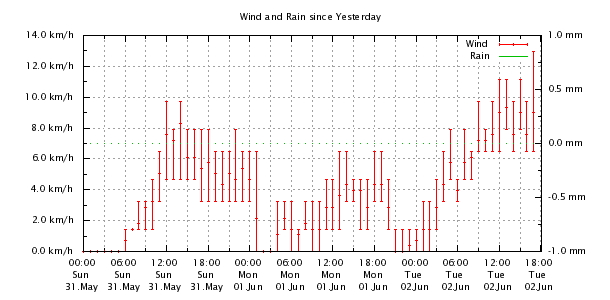 Wind and Rain since Yesterday
14.0 km/h
12.0 km/h
10.0 km/h
8.0 km/h
6.0 km/h
4.0 km/h
2.0 km/h
0.0 km/h
Wind
Rain
1.0 mm
0.5 mm
0.0 mm
-0.5 mm
-1.0 mm
00:00 06:00 12:00 18:00 00:00 06:00 12:00 18:00 00:00 06:00 12:00 18:00
Sun Sun Sun Sun Mon Mon Mon Mon Tue Tue Tue Tue
31.May 31.May 31.May 31.May 01.Jun 01.Jun 01.Jun 01.Jun 02.Jun 02.Jun 02.Jun 02.Jun